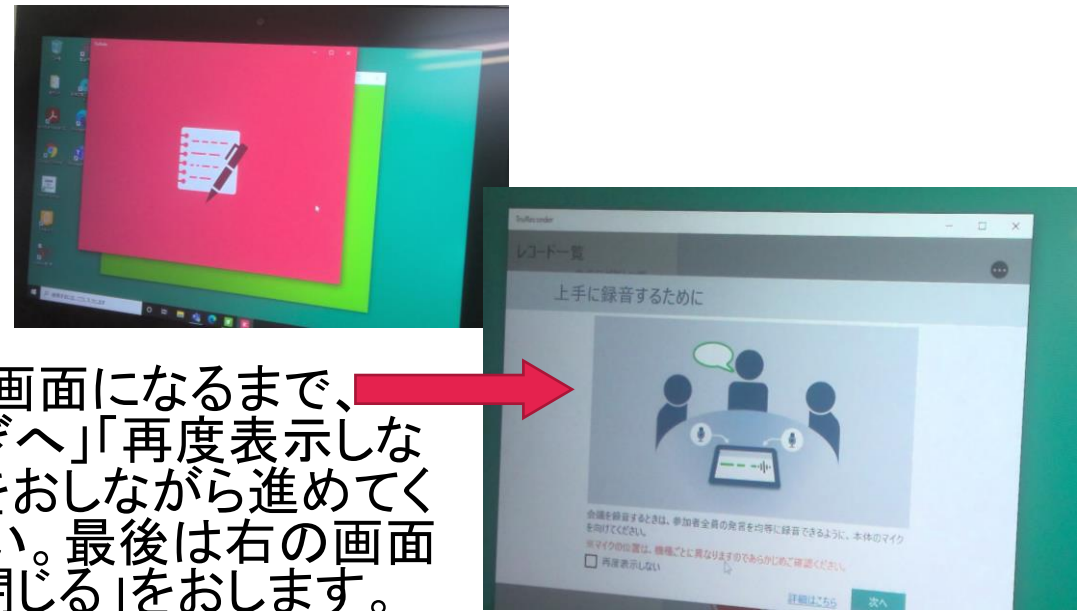 TruRecorder
レコード一覧
上手に録音するために
会議を録音するときは、参加者全員の発言を均等に録音できるように、本体のマイク
を向けてください。
※マイクの位置は、機種ごとに異なりますのであらかじめご確認ください。
再度表示しない
詳細はこちら
次へ
画面になるまで、
ぎへ」「再度表示しな
をおしながら進めてく
い。最後は右の画面
閉じる」をおします。